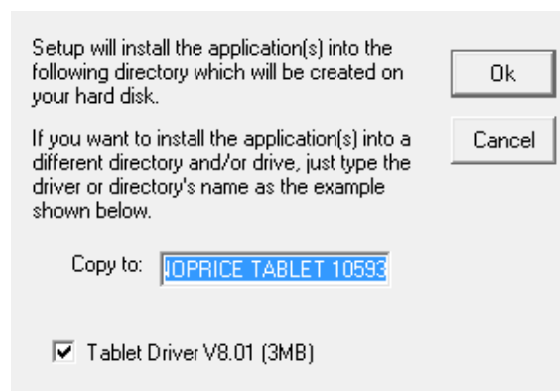 Setup will install the application(s) into the
following directory which will be created on
your hard disk.
Ok
If you want to install the application(s) into a
different directory and/or drive, just type the
driver or directory's name as the example
shown below.
Cancel
Copy to: TABLET 10593
Tablet Driver V8.01 (3MB)